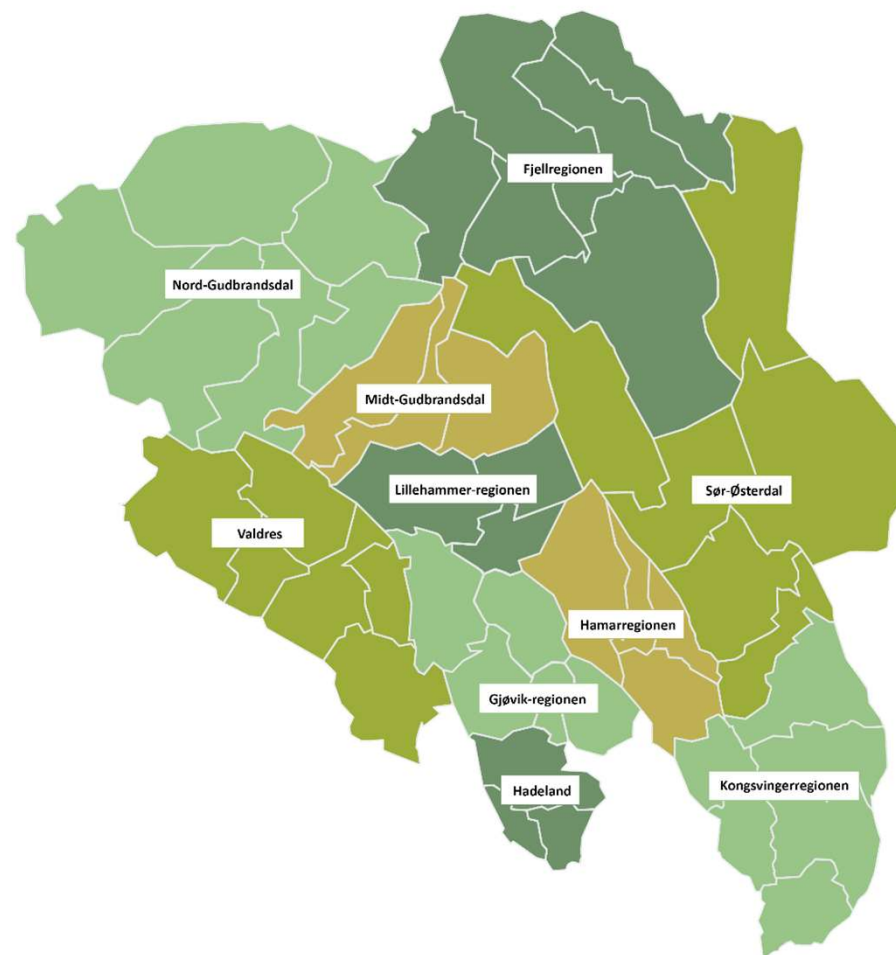 Fjellregionen
Nord-Gudbrandsdal
Midt-Gudbrandsdal
Lillehammer-regionen
Sør-Østerdal
Valdres
Hamarregionen
Gjøvik-regionen
Hadeland
Kongsvingerregionen